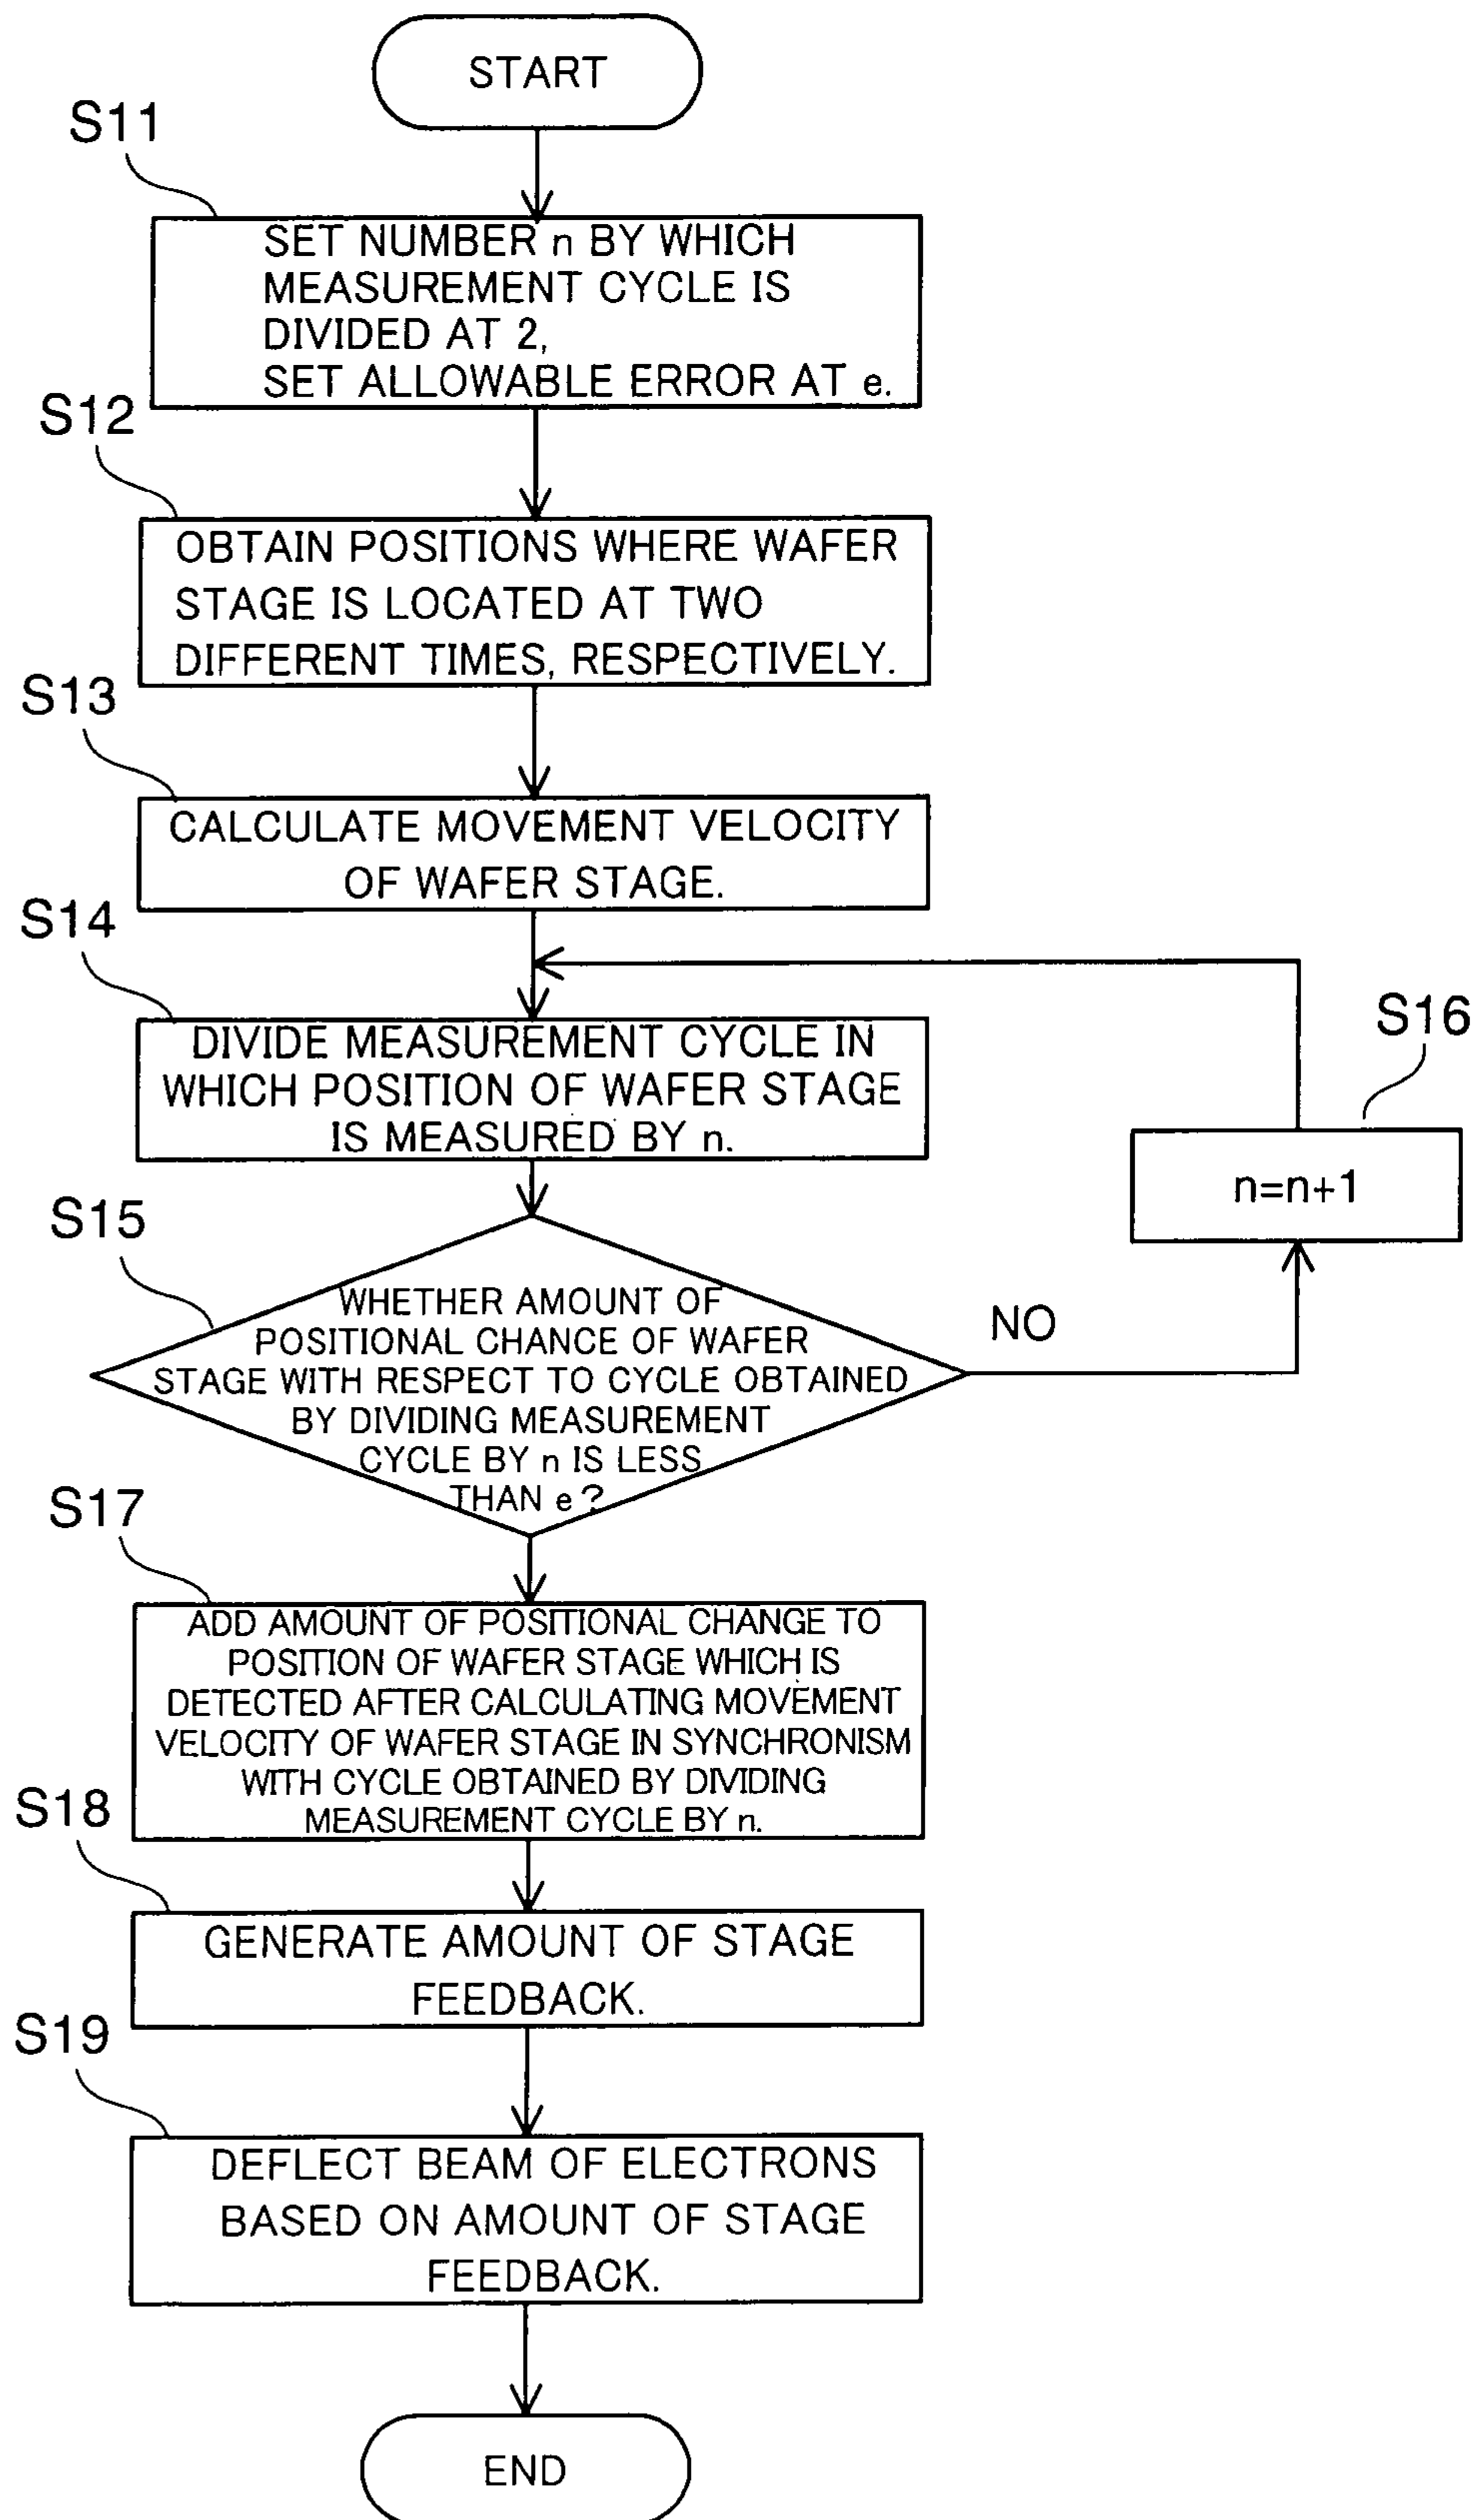 START
S11
SET NUMBER n BY WHICH
MEASUREMENT CYCLE IS
DIVIDED AT 2,
SET ALLOWABLE ERROR AT e.
S12
OBTAIN POSITIONS WHERE WAFER
STAGE IS LOCATED AT TWO
DIFFERENT TIMES, RESPECTIVELY.
S13
CALCULATE MOVEMENT VELOCITY
OF WAFER STAGE.
S14
DIVIDE MEASUREMENT CYCLE IN
WHICH POSITION OF WAFER STAGE
IS MEASURED BY n.
S16
n=n+1
S15
WHETHER AMOUNT OF
POSITIONAL CHANCE OF WAFER
STAGE WITH RESPECT TO CYCLE OBTAINED
BY DIVIDING MEASUREMENT
CYCLE BY n IS LESS
THAN e?
NO
S17
ADD AMOUNT OF POSITIONAL CHANGE TO
POSITION OF WAFER STAGE WHICH IS
DETECTED AFTER CALCULATING MOVEMENT
VELOCITY OF WAFER STAGE IN SYNCHRONISM
WITH CYCLE OBTAINED BY DIVIDING
MEASUREMENT CYCLE BY n.
S18
GENERATE AMOUNT OF STAGE
FEEDBACK.
S19
DEFLECT BEAM OF ELECTRONS
BASED ON AMOUNT OF STAGE
FEEDBACK.
END